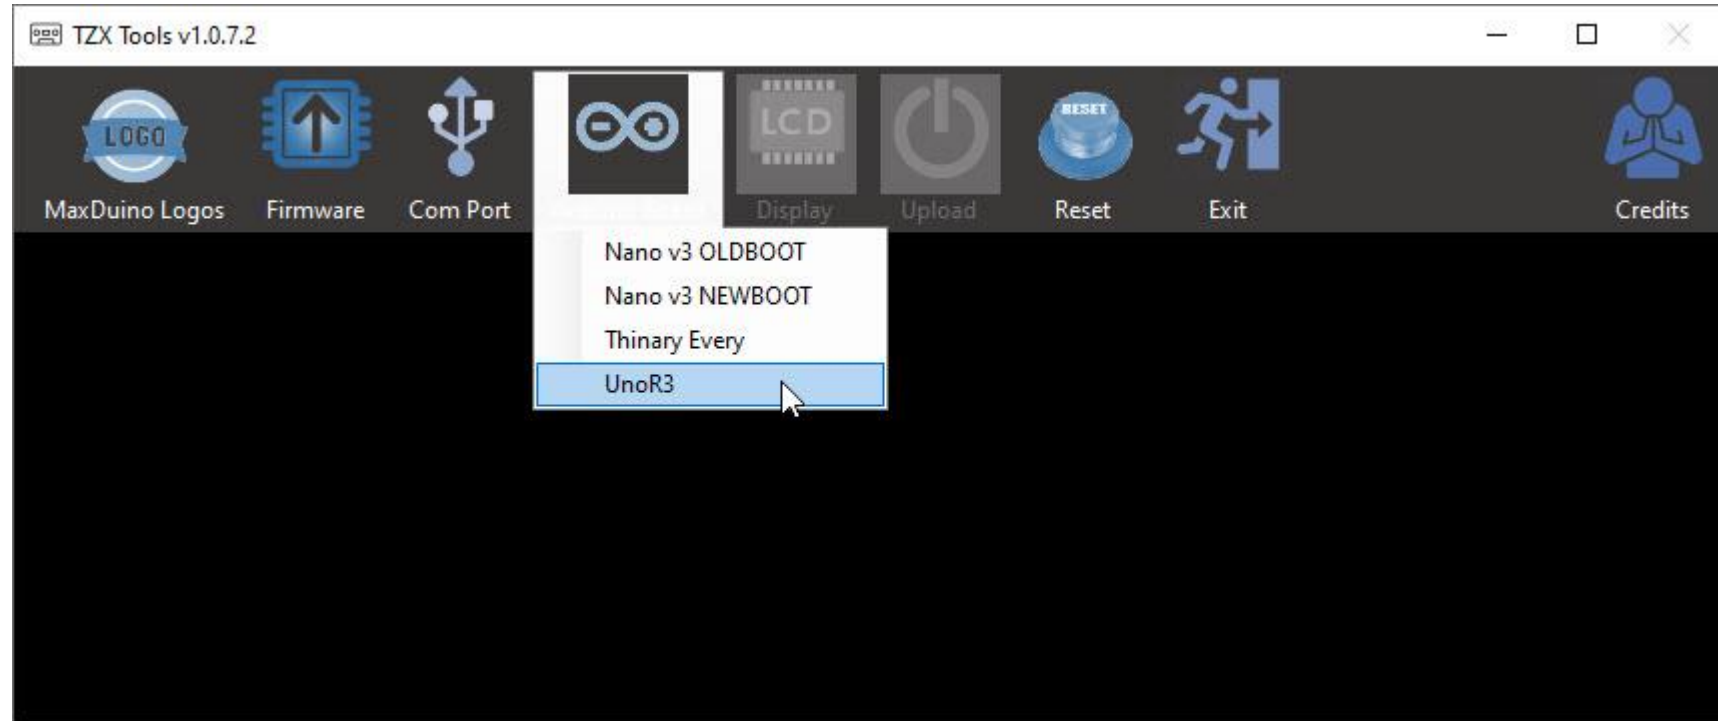 TZX Tools v1.0.7.2
LOGO
LCD
RESET
MaxDuino Logos
Firmware
Com Port
Display
Upload
Reset
Exit
Credits
Nano v3 OLDBOOT
Nano v3 NEWBOOT
Thinary Every
UnoR3